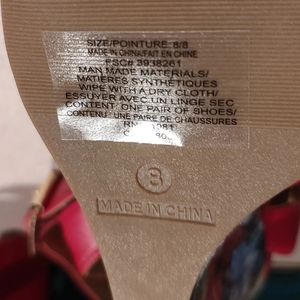 SIZE/POINTURE: 8/8
MADE IN CHINA/FAIT EN CHINE
FSC# 3938261
MAN MADE MATERIALS/
MATIÈRES SYNTHÉTIQUES
WIPE WITH A DRY CLOTH/
ESSUYER AVEC UN LINGE SEC
CONTENT: ONE PAIR OF SHOES/
CONTENU: UNE PAIRE DE CHAUSSURES
8
MADE IN CHINA